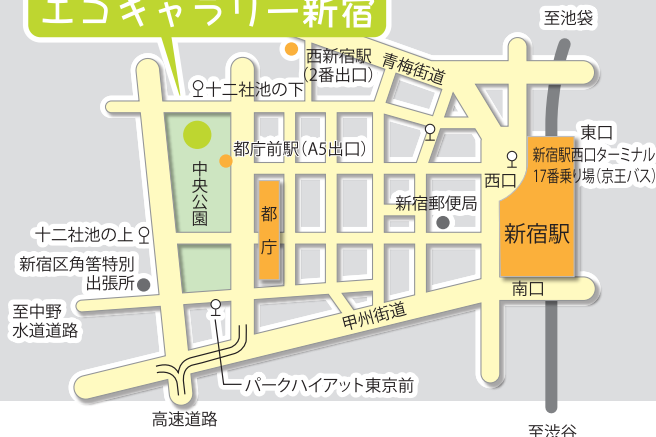 エコギャラリー新宿
至池袋
西新宿駅
(2番出口)
青梅街道
十二社池の下
東口
都庁前駅(A5出口)
新宿駅西口ターミナル
17番乗り場(京王バス)
中央公園
西口
都庁
新宿郵便局
十二社池の上
新宿駅
新宿区角筈特別
出張所
南口
至中野
水道道路
甲州街道
パークハイアット東京前
高速道路
至渋谷